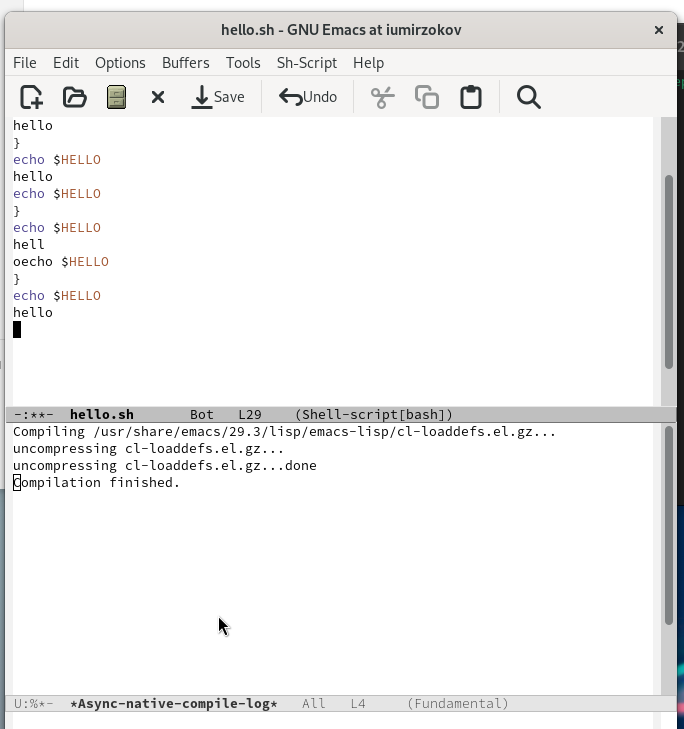 hello.sh - GNU Emacs at iumirzokov
File Edit Options Buffers Tools Sh-Script Help
Save Undo
hello
}
echo $HELLO
hello
echo $HELLO
}
echo $HELLO
hell
oecho $HELLO
}
echo $HELLO
hello
-:**- hello.sh Bot L29 (Shell-script[bash])
Compiling /usr/share/emacs/29.3/lisp/emacs-lisp/cl-loaddefs.el.gz...
uncompressing cl-loaddefs.el.gz...
uncompressing cl-loaddefs.el.gz...done
Compilation finished.
U:%*- *Async-native-compile-log* All L4 (Fundamental)